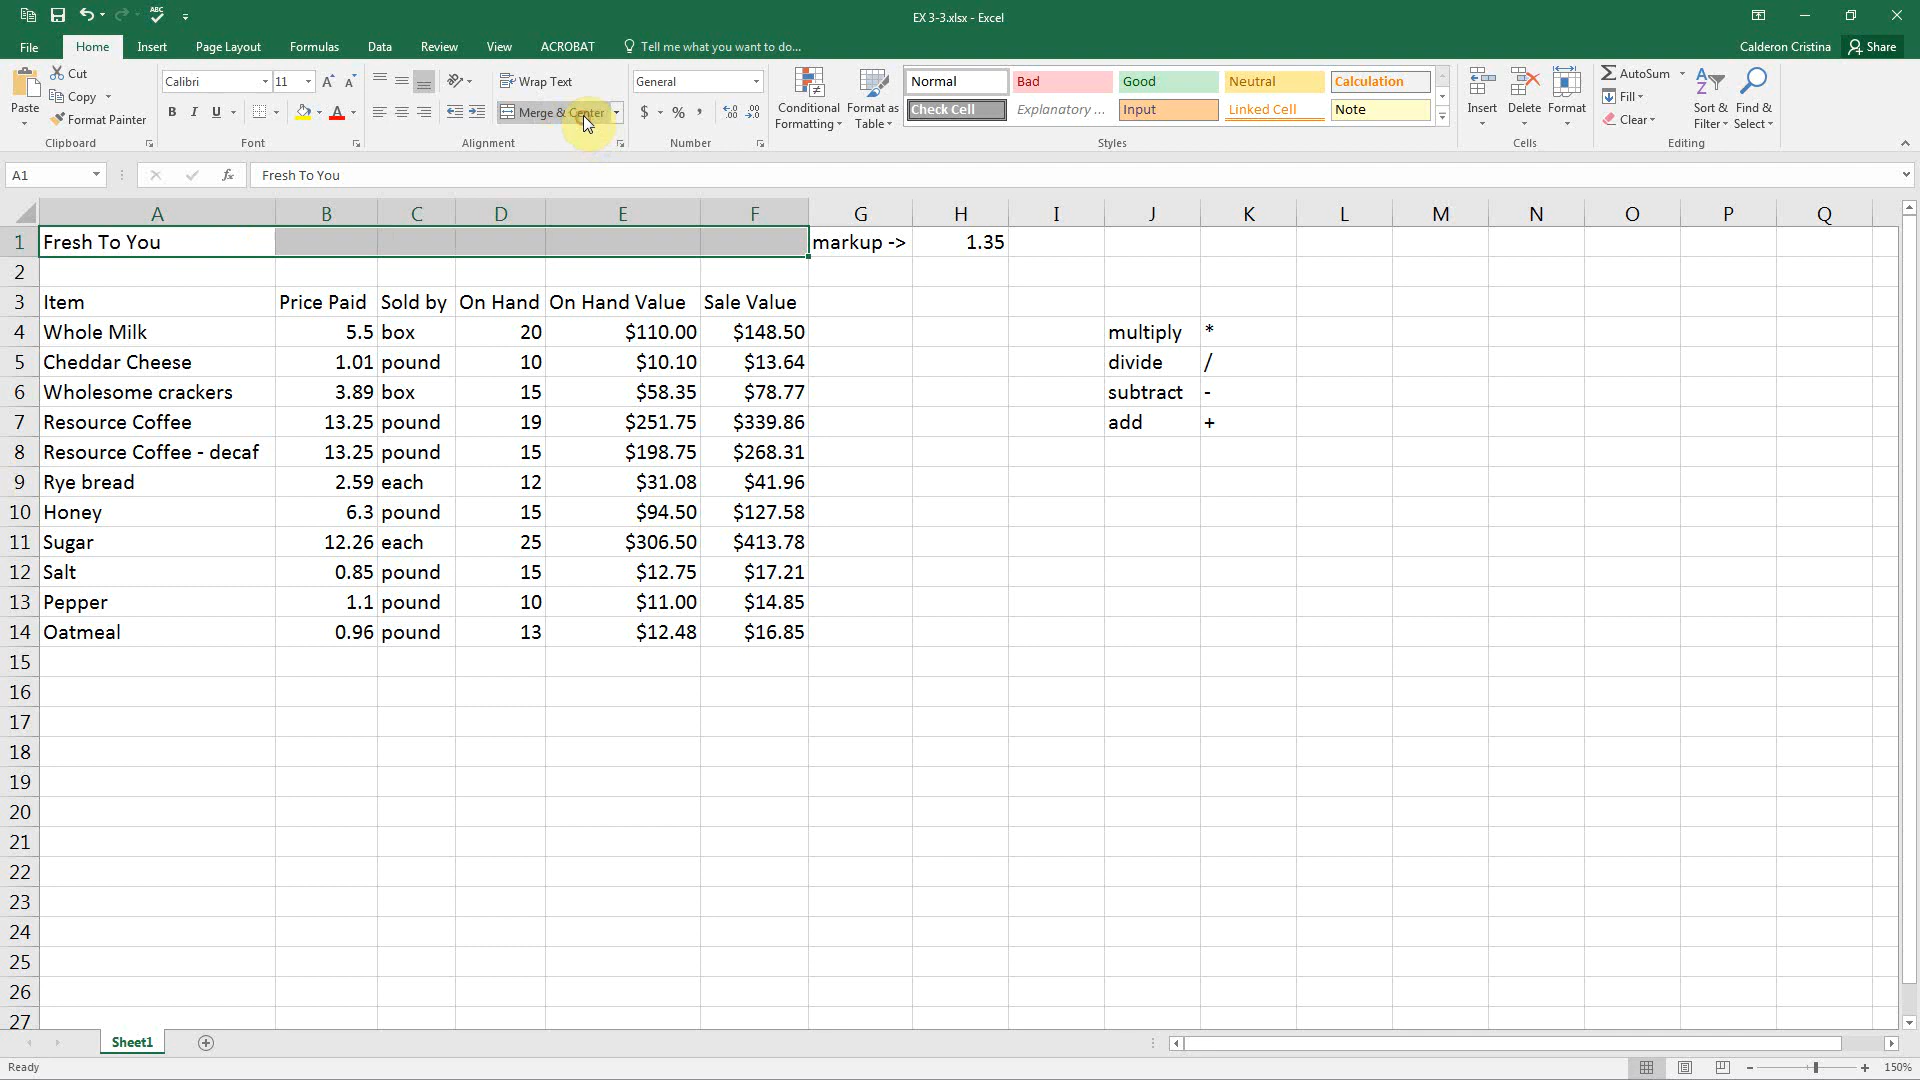 EX 3-3.xlsx - Excel
File Home Insert Page Layout Formulas Data Review View ACROBAT Tell me what you want to do... Calderon Cristina Share
Paste
Cut
Copy
Format Painter
Clipboard
Calibri 11
B I U
Font
Wrap Text
Merge & Center
Alignment
General
$ % ,
Number
Conditional Formatting
Format as Table
Normal Bad Good Neutral Calculation
Check Cell Explanatory ... Input Linked Cell Note
Styles
Insert Delete Format
Cells
AutoSum
Fill
Clear
Sort & Filter
Find & Select
Editing
A1 fx Fresh To You
A B C D E F G H I J K L M N O P Q
1 Fresh To You markup -> 1.35
2
3 Item Price Paid Sold by On Hand On Hand Value Sale Value
4 Whole Milk 5.5 box 20 $110.00 $148.50 multiply *
5 Cheddar Cheese 1.01 pound 10 $10.10 $13.64 divide /
6 Wholesome crackers 3.89 box 15 $58.35 $78.77 subtract -
7 Resource Coffee 13.25 pound 19 $251.75 $339.86 add +
8 Resource Coffee - decaf 13.25 pound 15 $198.75 $268.31
9 Rye bread 2.59 each 12 $31.08 $41.96
10 Honey 6.3 pound 15 $94.50 $127.58
11 Sugar 12.26 each 25 $306.50 $413.78
12 Salt 0.85 pound 15 $12.75 $17.21
13 Pepper 1.1 pound 10 $11.00 $14.85
14 Oatmeal 0.96 pound 13 $12.48 $16.85
15
16
17
18
19
20
21
22
23
24
25
26
27
Sheet1
Ready 150%